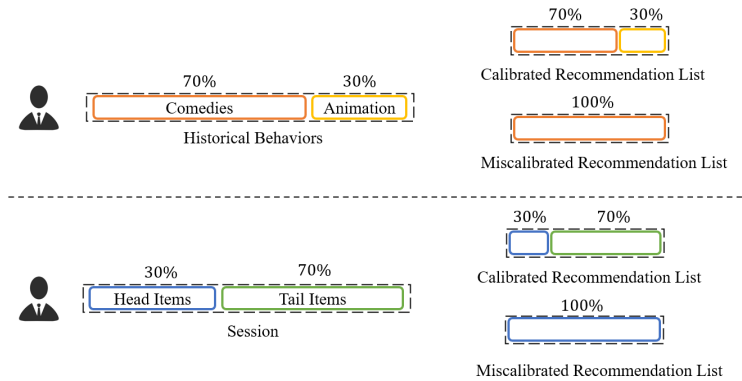 70% 30%
Calibrated Recommendation List
70% 30%
Comedies Animation
Historical Behaviors
100%
Miscalibrated Recommendation List
30% 70%
Calibrated Recommendation List
30% 70%
Head Items Tail Items
Session
100%
Miscalibrated Recommendation List